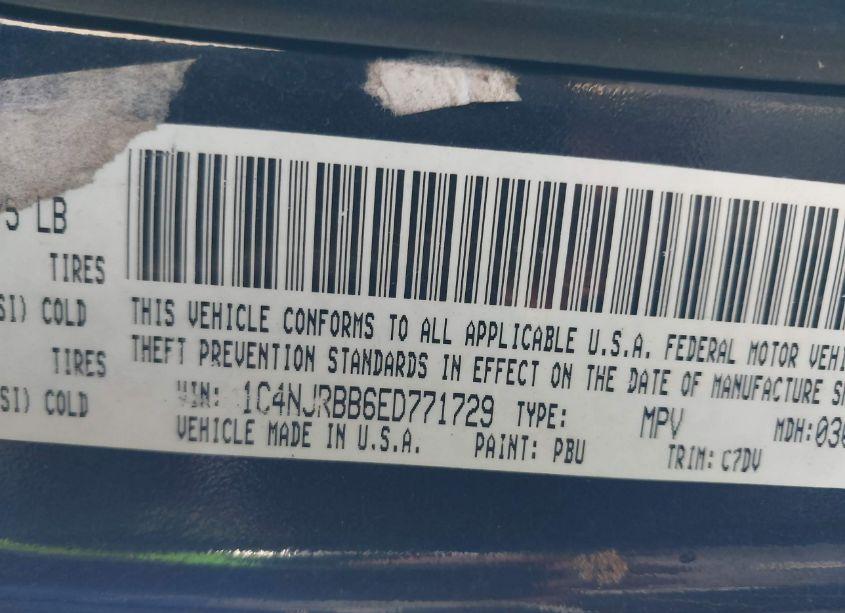 5 LB
TIRES
SI) COLD
TIRES
SI) COLD
THIS VEHICLE CONFORMS TO ALL APPLICABLE U.S.A. FEDERAL MOTOR VEHI
THEFT PREVENTION STANDARDS IN EFFECT ON THE DATE OF MANUFACTURE S
VIN: 1C4NJRBB6ED771729 TYPE: MPV MDH:03
VEHICLE MADE IN U.S.A. PAINT: PBU TRIM: C7DV